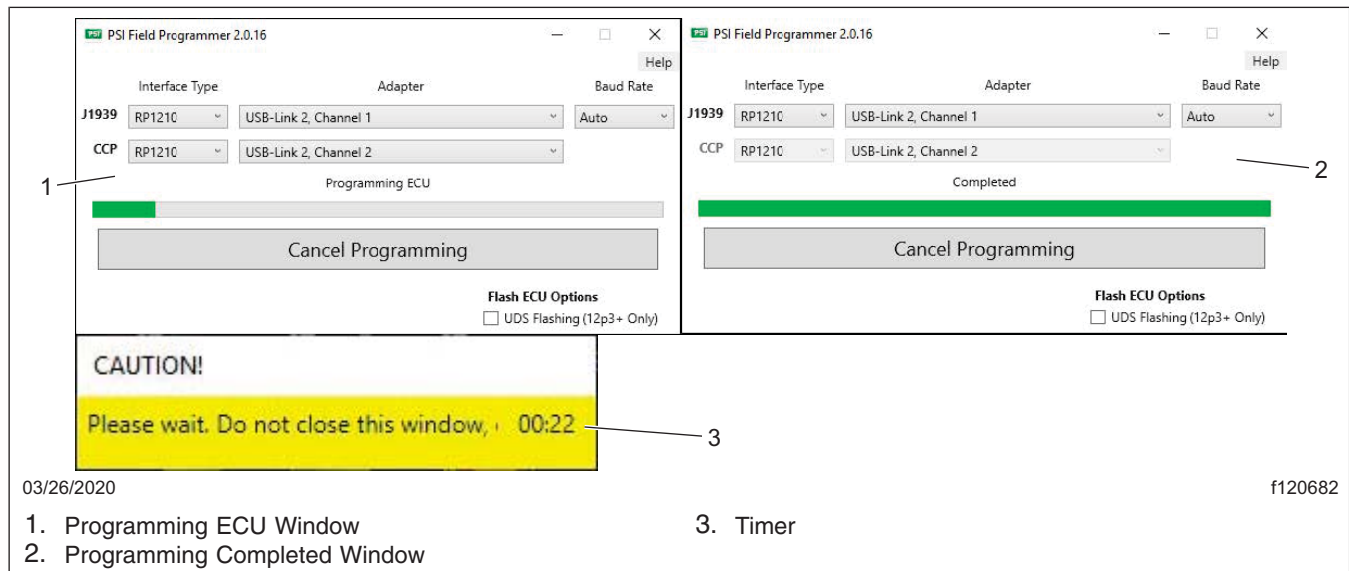 PSI PSI Field Programmer 2.0.16
Help
Interface Type Adapter Baud Rate
J1939 RP1210 USB-Link 2, Channel 1 Auto
CCP RP1210 USB-Link 2, Channel 2
1
Programming ECU
Cancel Programming
Flash ECU Options
UDS Flashing (12p3+ Only)
PSI PSI Field Programmer 2.0.16
Help
Interface Type Adapter Baud Rate
J1939 RP1210 USB-Link 2, Channel 1 Auto
CCP RP1210 USB-Link 2, Channel 2
2
Completed
Cancel Programming
Flash ECU Options
UDS Flashing (12p3+ Only)
CAUTION!
Please wait. Do not close this window, 00:22
3
03/26/2020 f120682
1. Programming ECU Window
2. Programming Completed Window
3. Timer